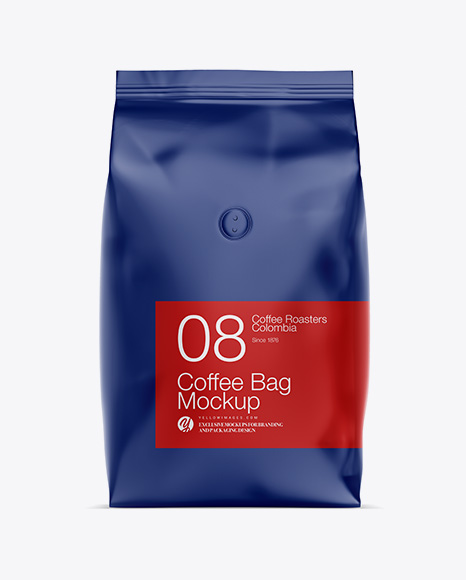 08
Coffee Roasters
Colombia
Since 1876
Coffee Bag
Mockup
YELLOWIMAGES.COM
EXCLUSIVE MOCKUPS FOR BRANDING
AND PACKAGING DESIGN